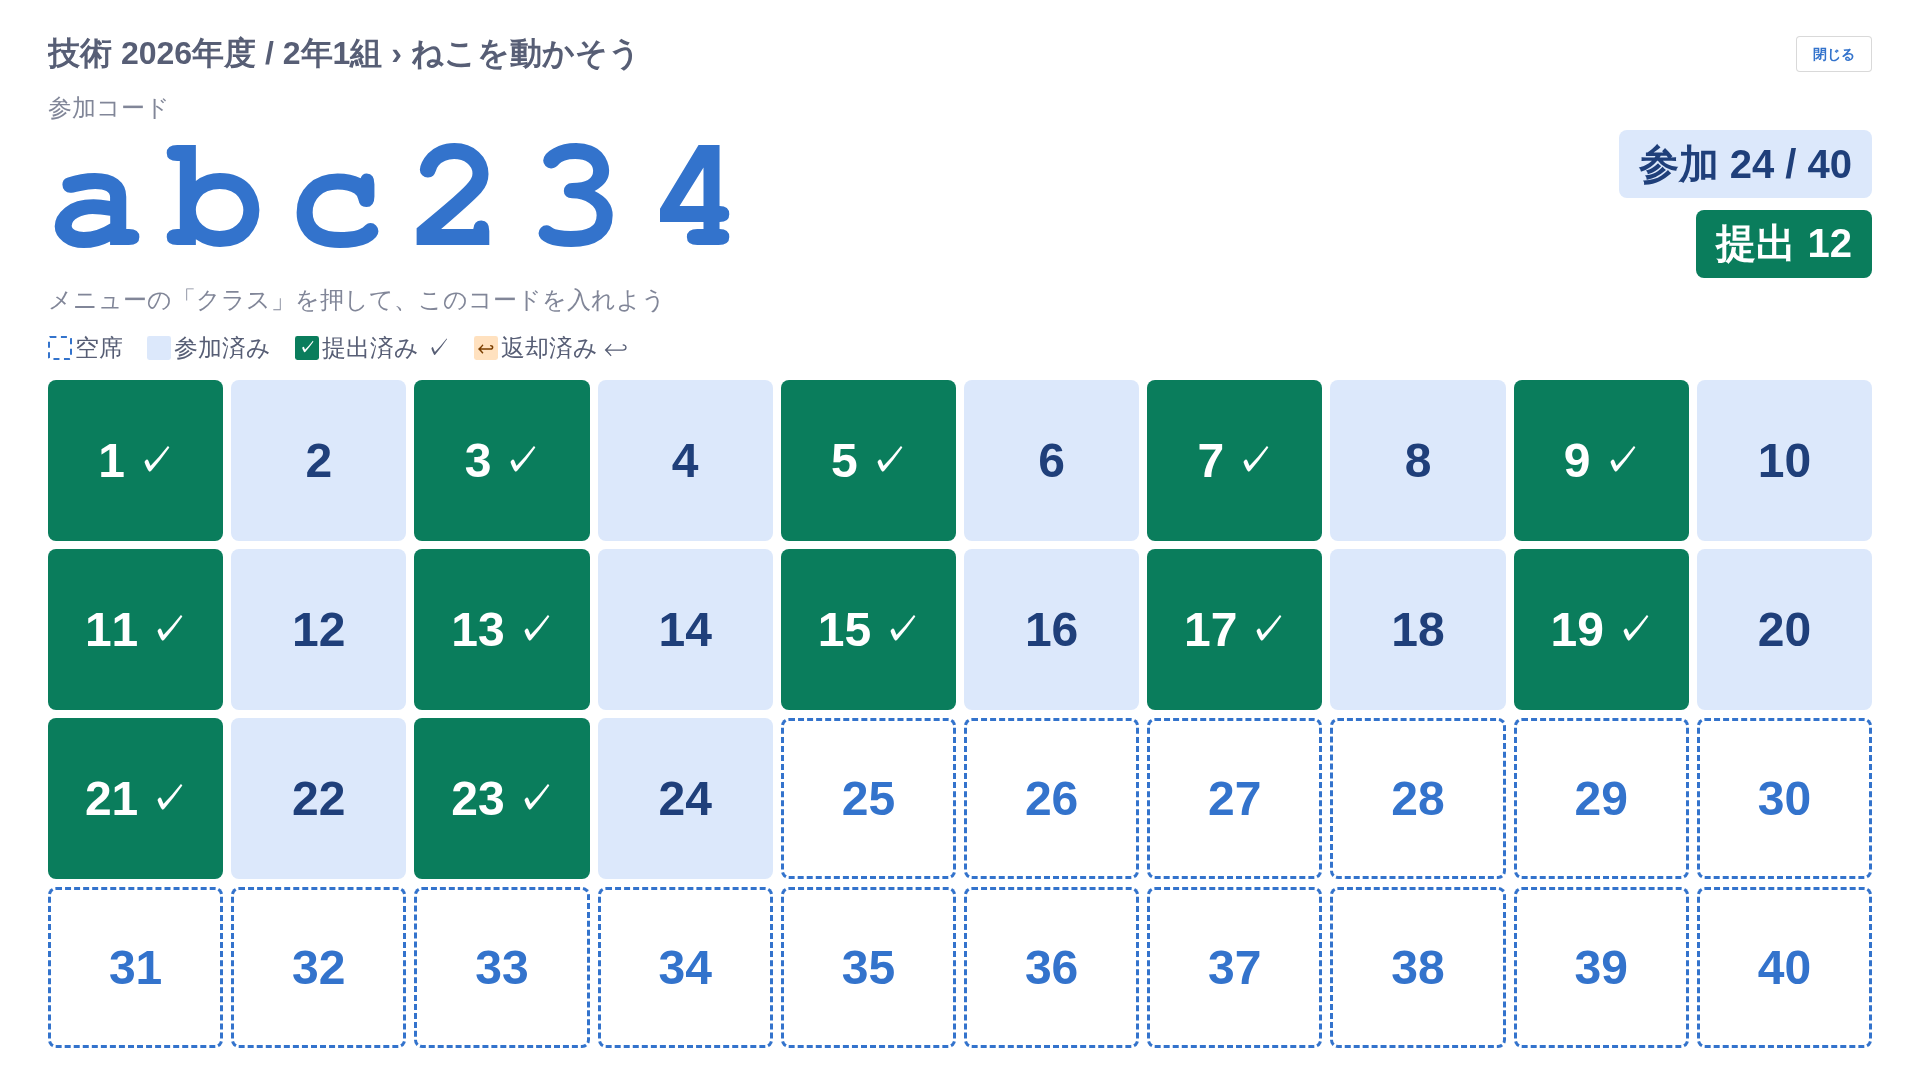 技術 2026年度 / 2年1組 › ねこを動かそう
閉じる
参加コード
abc234
参加 24 / 40
提出 12
メニューの「クラス」を押して、このコードを入れよう
空席 参加済み ✓提出済み ✓ ↩返却済み ↩
1 ✓ 2 3 ✓ 4 5 ✓ 6 7 ✓ 8 9 ✓ 10
11 ✓ 12 13 ✓ 14 15 ✓ 16 17 ✓ 18 19 ✓ 20
21 ✓ 22 23 ✓ 24 25 26 27 28 29 30
31 32 33 34 35 36 37 38 39 40